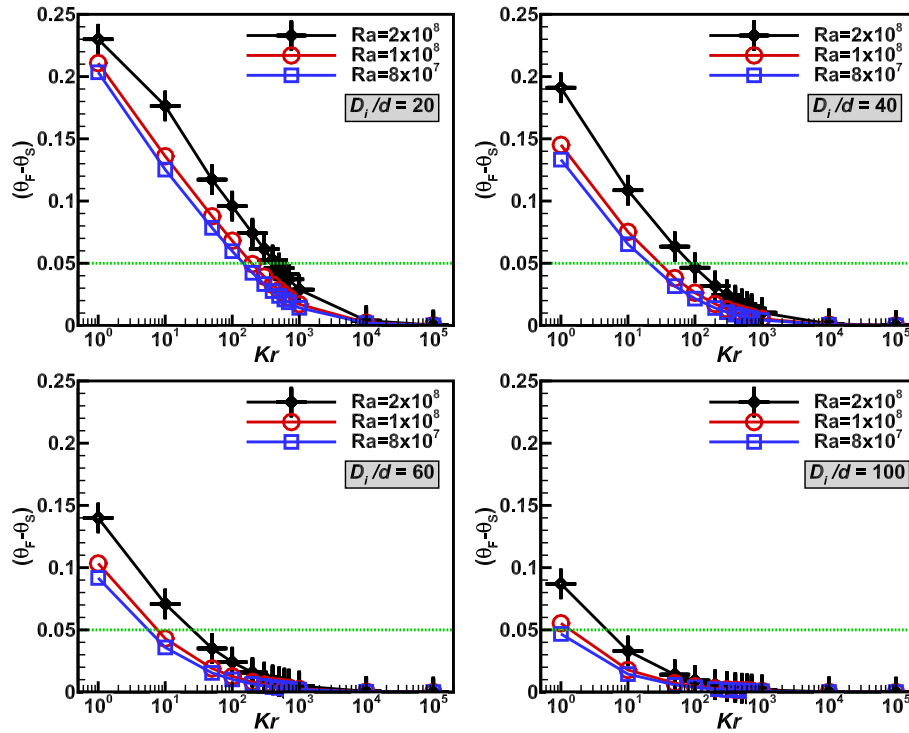 0.25
0.2
0.15
0.1
0.05
0
(θF-θS)
Ra=2x10⁸
Ra=1x10⁸
Ra=8x10⁷
Di/d = 20
10⁰ 10¹ 10² 10³ 10⁴ 10⁵
Kr
0.25
0.2
0.15
0.1
0.05
0
(θF-θS)
Ra=2x10⁸
Ra=1x10⁸
Ra=8x10⁷
Di/d = 40
10⁰ 10¹ 10² 10³ 10⁴ 10⁵
Kr
0.25
0.2
0.15
0.1
0.05
0
(θF-θS)
Ra=2x10⁸
Ra=1x10⁸
Ra=8x10⁷
Di/d = 60
10⁰ 10¹ 10² 10³ 10⁴ 10⁵
Kr
0.25
0.2
0.15
0.1
0.05
0
(θF-θS)
Ra=2x10⁸
Ra=1x10⁸
Ra=8x10⁷
Di/d = 100
10⁰ 10¹ 10² 10³ 10⁴ 10⁵
Kr